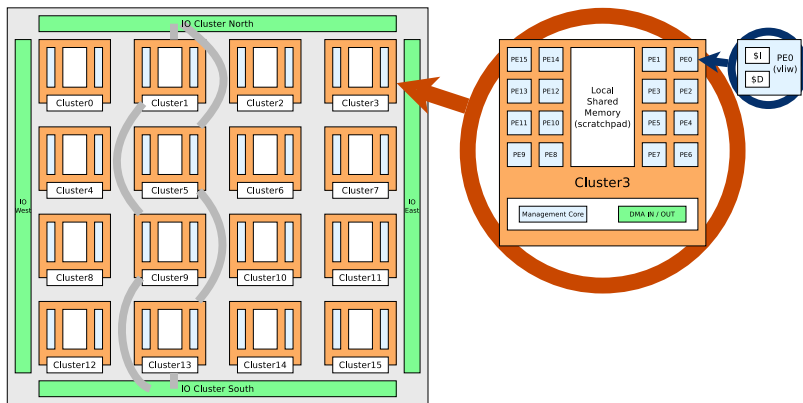 IO Cluster North
Cluster0
Cluster1
Cluster2
Cluster3
Cluster4
Cluster5
Cluster6
Cluster7
IO
West
IO
East
Cluster8
Cluster9
Cluster10
Cluster11
Cluster12
Cluster13
Cluster14
Cluster15
IO Cluster South
PE15
PE14
PE13
PE12
PE11
PE10
PE9
PE8
Local
Shared
Memory
(scratchpad)
PE1
PE0
PE3
PE2
PE5
PE4
PE7
PE6
Cluster3
Management Core
DMA IN / OUT
$I
$D
PE0
(vliw)